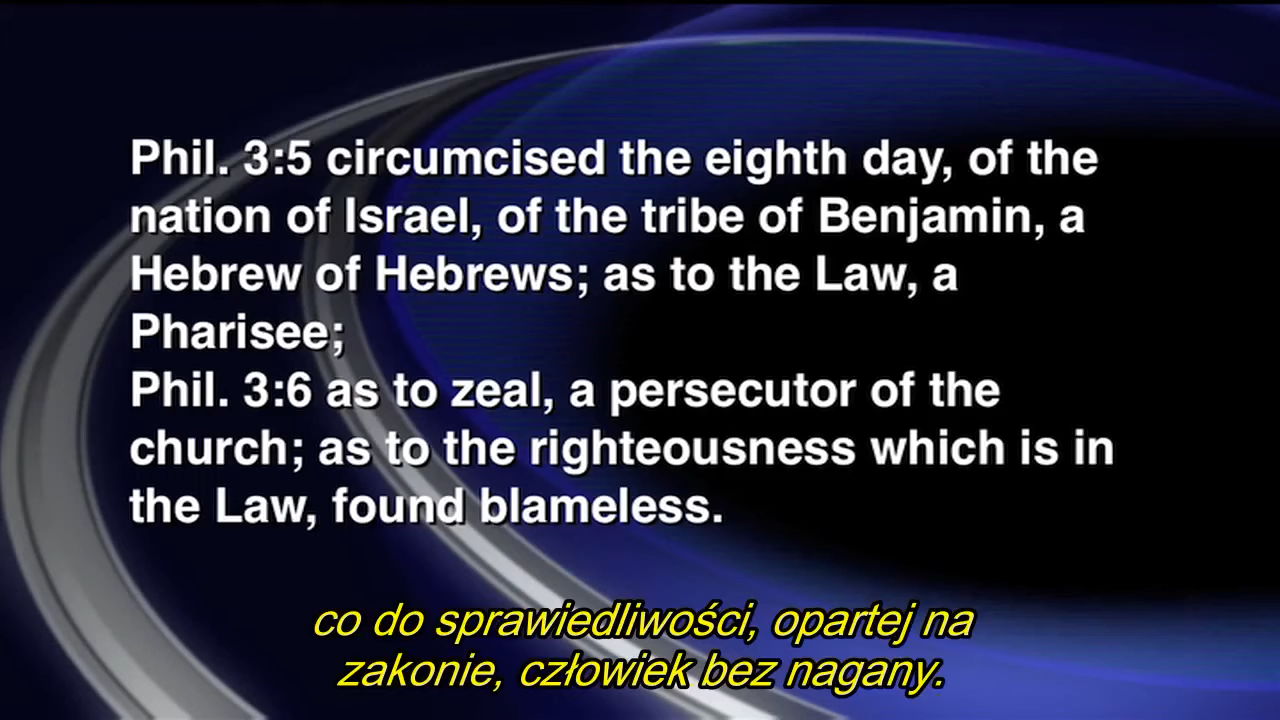 Phil. 3:5 circumcised the eighth day, of the
nation of Israel, of the tribe of Benjamin, a
Hebrew of Hebrews; as to the Law, a
Pharisee;
Phil. 3:6 as to zeal, a persecutor of the
church; as to the righteousness which is in
the Law, found blameless.
co do sprawiedliwości, opartej na
zakonie, człowiek bez nagany.